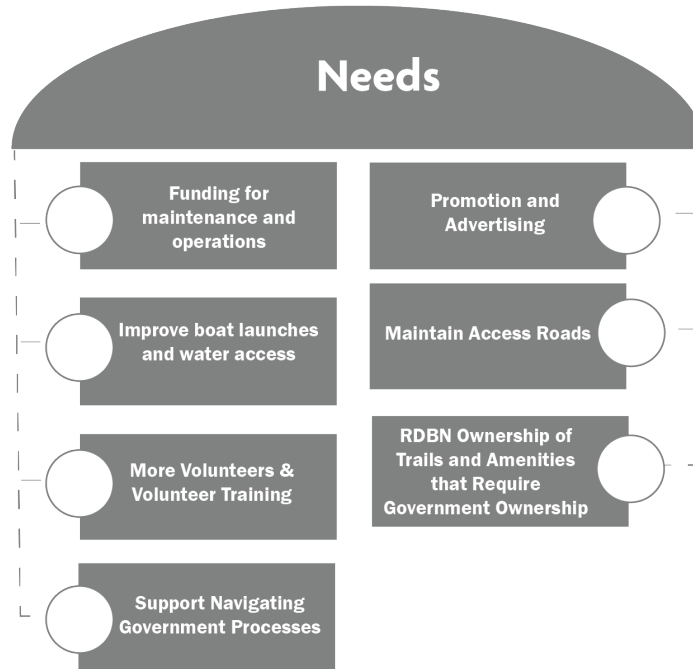 Needs
Funding for
maintenance and
operations
Improve boat launches
and water access
More Volunteers &
Volunteer Training
Support Navigating
Government Processes
Promotion and
Advertising
Maintain Access Roads
RDBN Ownership of
Trails and Amenities
that Require
Government Ownership